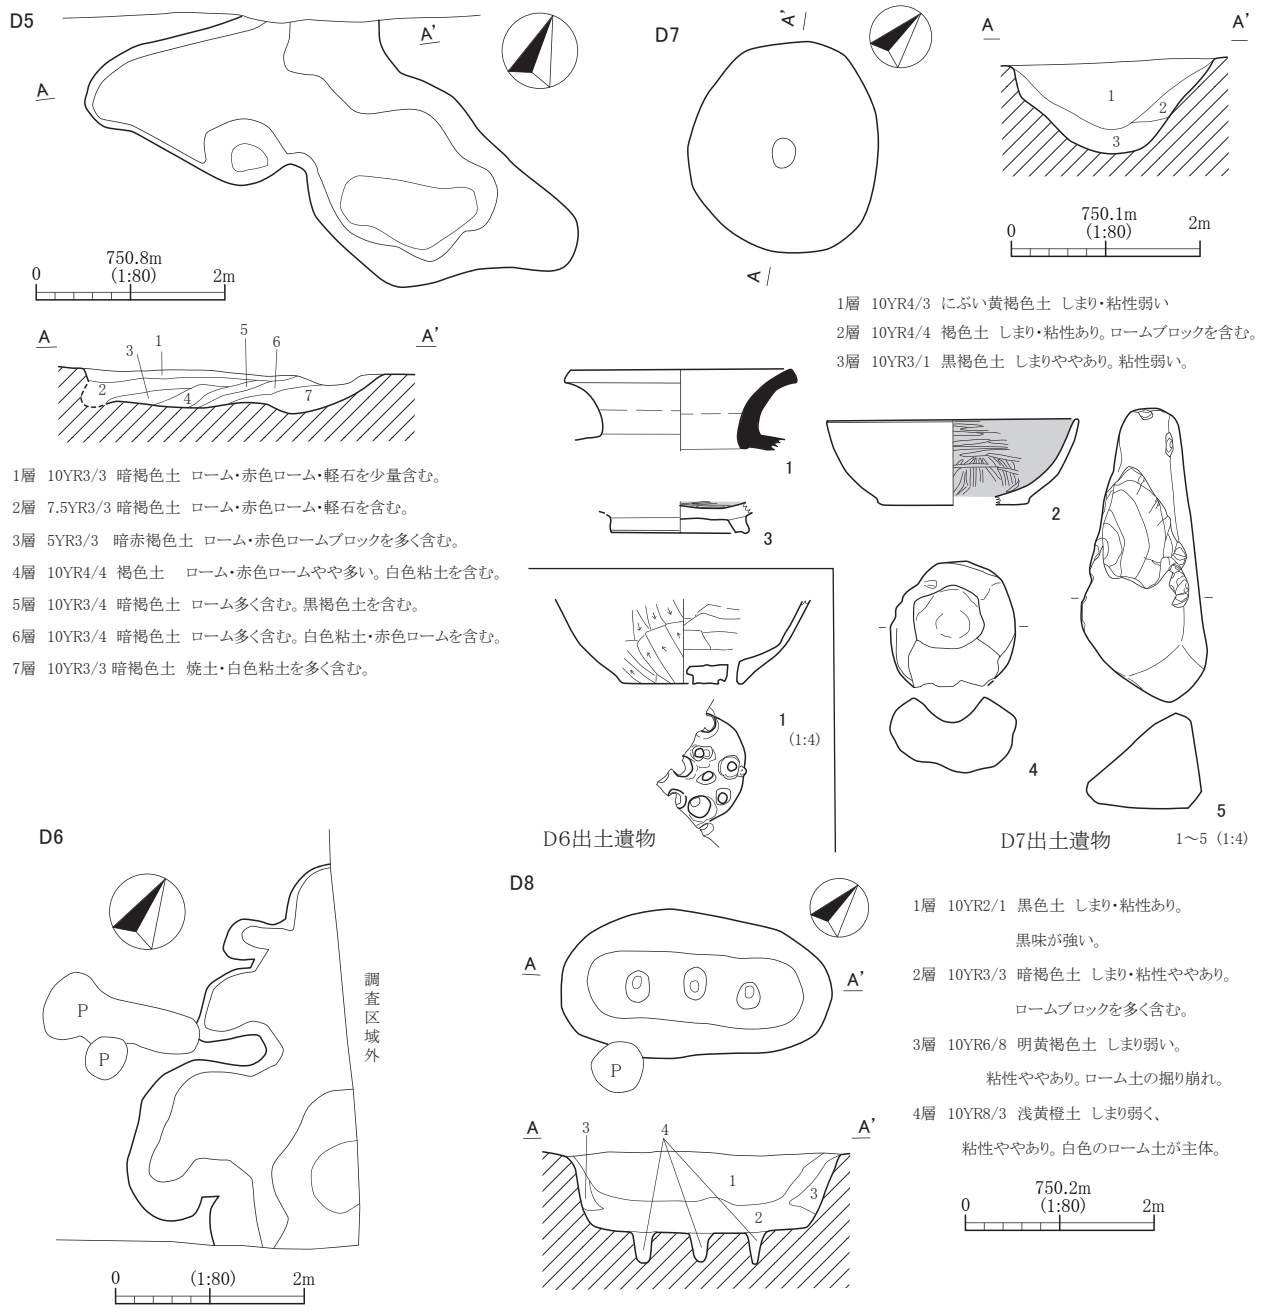 D5
A
A’
0
750.8m
(1:80)
2m
A
A’
1
2
3
4
5
6
7
1層 10YR3/3 暗褐色土 ローム・赤色ローム・軽石を少量含む。
2層 7.5YR3/3 暗褐色土 ローム・赤色ローム・軽石を含む。
3層 5YR3/3 暗赤褐色土 ローム・赤色ロームブロックを多く含む。
4層 10YR4/4 褐色土 ローム・赤色ロームやや多い。白色粘土を含む。
5層 10YR3/4 暗褐色土 ローム多く含む。黒褐色土を含む。
6層 10YR3/4 暗褐色土 ローム多く含む。白色粘土・赤色ロームを含む。
7層 10YR3/3 暗褐色土 焼土・白色粘土を多く含む。
D7
A’
A
A
A’
1
2
3
0
750.1m
(1:80)
2m
1層 10YR4/3 にぶい黄褐色土 しまり・粘性弱い
2層 10YR4/4 褐色土 しまり・粘性あり。ロームブロックを含む。
3層 10YR3/1 黒褐色土 しまりややあり。粘性弱い。
1
2
3
4
5
D7出土遺物
1～5 (1:4)
1
(1:4)
D6出土遺物
D6
P
P
調査区域外
0
(1:80)
2m
D8
A
A’
P
A
A’
3
4
1
2
3
1層 10YR2/1 黒色土 しまり・粘性あり。
黒味が強い。
2層 10YR3/3 暗褐色土 しまり・粘性ややあり。
ロームブロックを多く含む。
3層 10YR6/8 明黄褐色土 しまり弱い。
粘性ややあり。ローム土の掘り崩れ。
4層 10YR8/3 浅黄橙土 しまり弱く、
粘性ややあり。白色のローム土が主体。
0
750.2m
(1:80)
2m